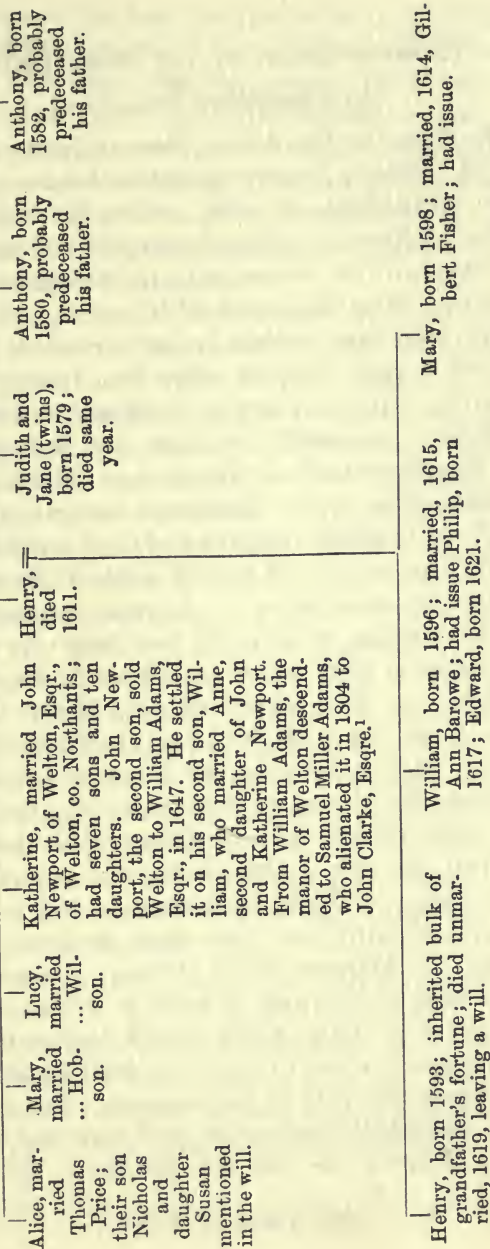 Alice, mar-
ried
Thomas
Price;
their son
Nicholas
and
daughter
Susan
mentioned
in the will.
Mary,
married
... Hob-
son.
Lucy,
married
... Wil-
son.
Katherine, married John
Newport of Welton, Esqr.,
of Welton, co. Northants;
had seven sons and ten
daughters. John New-
port, the second son, sold
Welton to William Adams,
Esqr., in 1647. He settled
it on his second son, Wil-
liam, who married Anne,
second daughter of John
and Katherine Newport.
From William Adams, the
manor of Welton descend-
ed to Samuel Miller Adams,
who alienated it in 1804 to
John Clarke, Esqre.¹
Henry, =
died
1611.
Judith and
Jane (twins),
born 1579;
died same
year.
Anthony, born
1580, probably
predeceased
his father.
Anthony, born
1582, probably
predeceased
his father.
Henry, born 1593; inherited bulk of
grandfather's fortune; died unmar-
ried, 1619, leaving a will.
William, born 1596; married, 1615,
Ann Barowe; had issue Philip, born
1617; Edward, born 1621.
Mary, born 1598; married, 1614, Gil-
bert Fisher; had issue.